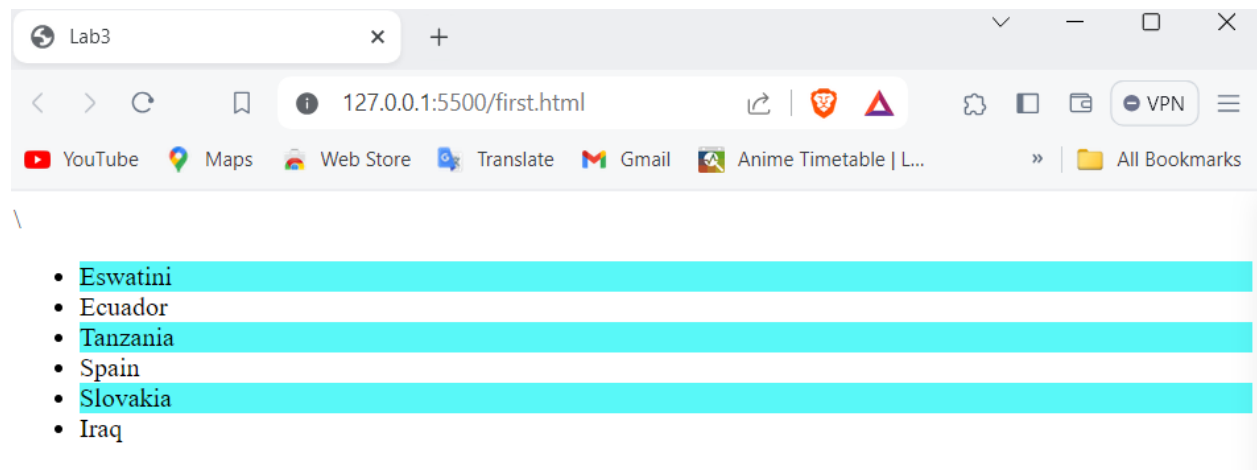 Lab3
127.0.0.1:5500/first.html VPN
YouTube Maps Web Store Translate Gmail Anime Timetable | L... » All Bookmarks
\
• Eswatini
• Ecuador
• Tanzania
• Spain
• Slovakia
• Iraq